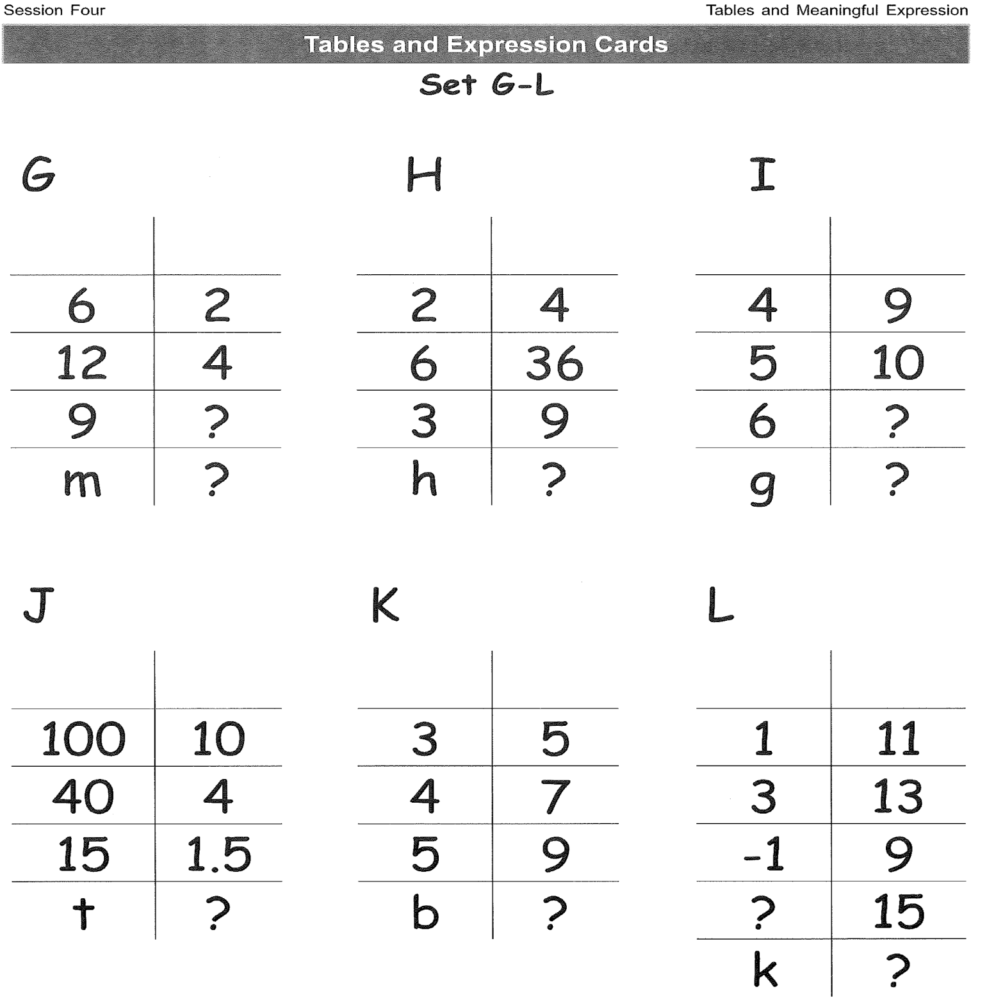 Session Four
Tables and Meaningful Expression
Tables and Expression Cards
Set G-L
G
6 2
12 4
9 ?
m ?
H
2 4
6 36
3 9
h ?
I
4 9
5 10
6 ?
g ?
J
100 10
40 4
15 1.5
t ?
K
3 5
4 7
5 9
b ?
L
1 11
3 13
-1 9
? 15
k ?